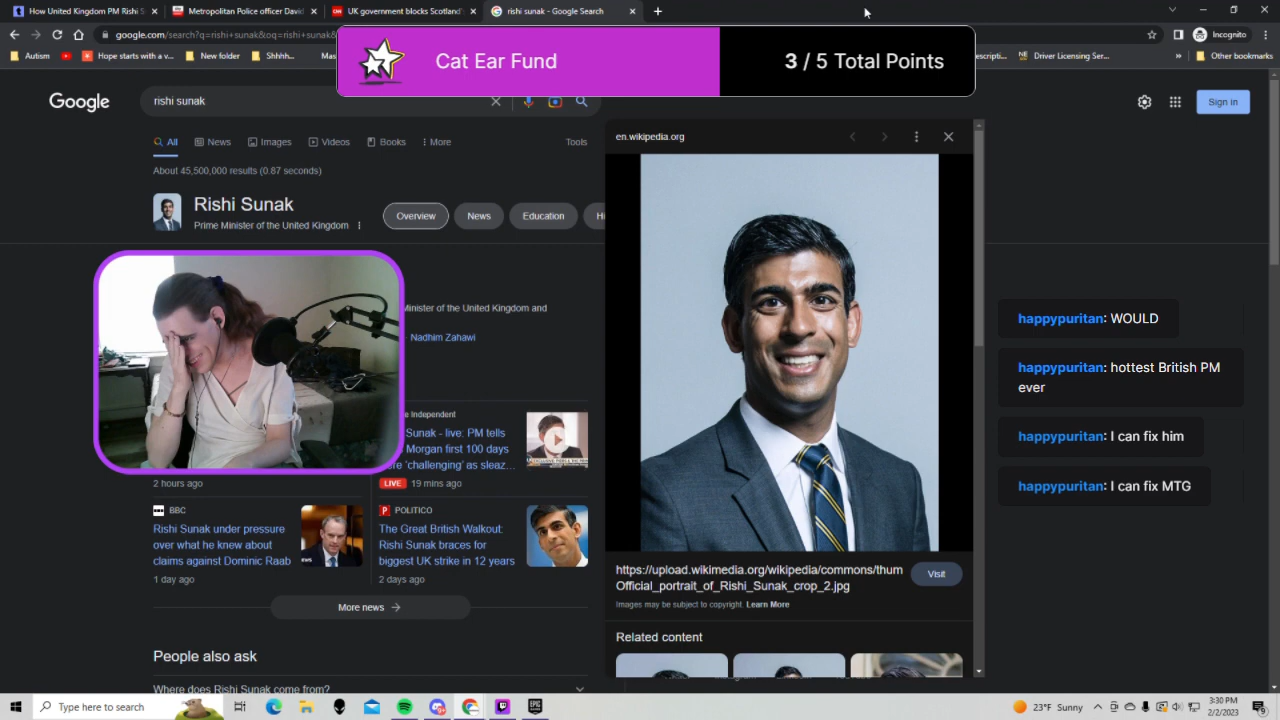 How United Kingdom PM Rishi S
Metropolitan Police officer David
UK government blocks Scotland'
rishi sunak - Google Search
google.com/search?q=rishi+sunak&oq=rishi+sunak&
Incognito
Autism
Hope starts with a v...
New folder
Shhhh...
Mas
escripti...
Driver Licensing Ser...
Other bookmarks
Cat Ear Fund
3 / 5 Total Points
Google
rishi sunak
Sign in
All
News
Images
Videos
Books
More
Tools
About 45,500,000 results (0.87 seconds)
Rishi Sunak
Prime Minister of the United Kingdom
Overview
News
Education
en.wikipedia.org
Minister of the United Kingdom and
Nadhim Zahawi
Independent
Sunak - live: PM tells
Morgan first 100 days
'challenging' as sleaz...
LIVE 19 mins ago
2 hours ago
BBC
Rishi Sunak under pressure
over what he knew about
claims against Dominic Raab
1 day ago
POLITICO
The Great British Walkout:
Rishi Sunak braces for
biggest UK strike in 12 years
2 days ago
More news
People also ask
Where does Rishi Sunak come from?
https://upload.wikimedia.org/wikipedia/commons/thum
Official_portrait_of_Rishi_Sunak_crop_2.jpg
Visit
Images may be subject to copyright. Learn More
Related content
happypuritan: WOULD
happypuritan: hottest British PM
ever
happypuritan: I can fix him
happypuritan: I can fix MTG
Type here to search
23°F Sunny
3:30 PM
2/2/2023